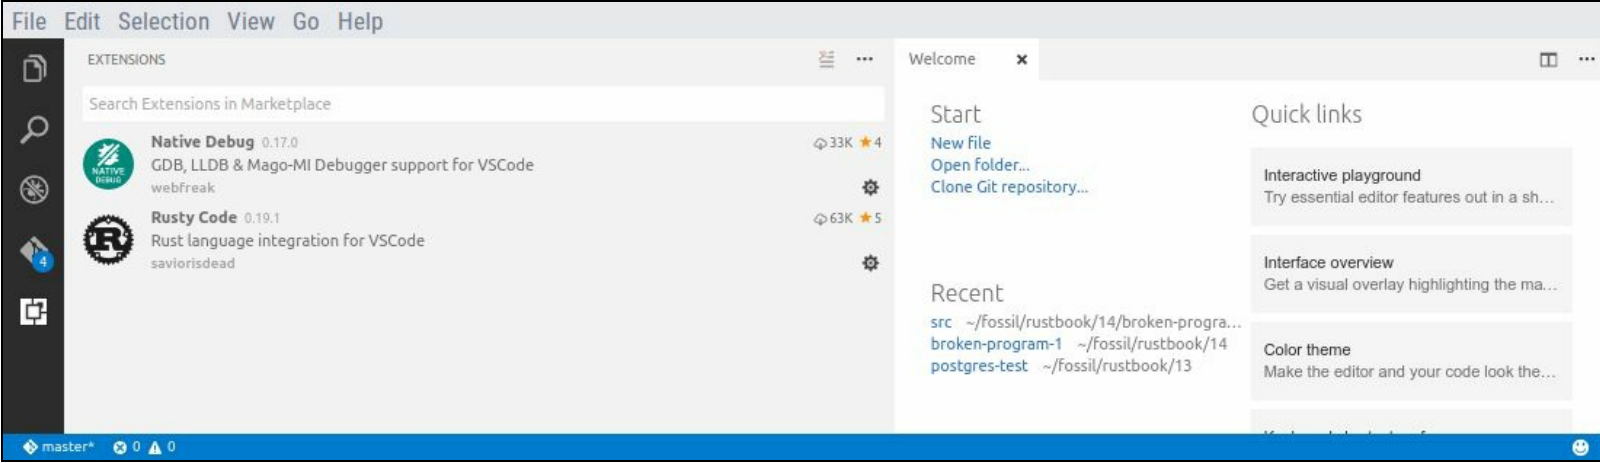 File Edit Selection View Go Help
EXTENSIONS
Search Extensions in Marketplace
Native Debug 0.17.0
33K ★ 4
GDB, LLDB & Mago-MI Debugger support for VSCode
webfreak
NATIVE
DEBUG
Rusty Code 0.19.1
63K ★ 5
Rust language integration for VSCode
saviorisdead
R
4
Welcome
Start
New file
Open folder...
Clone Git repository...
Recent
src ~/fossil/rustbook/14/broken-progra...
broken-program-1 ~/fossil/rustbook/14
postgres-test ~/fossil/rustbook/13
Quick links
Interactive playground
Try essential editor features out in a sh...
Interface overview
Get a visual overlay highlighting the ma...
Color theme
Make the editor and your code look the...
master* 0 0